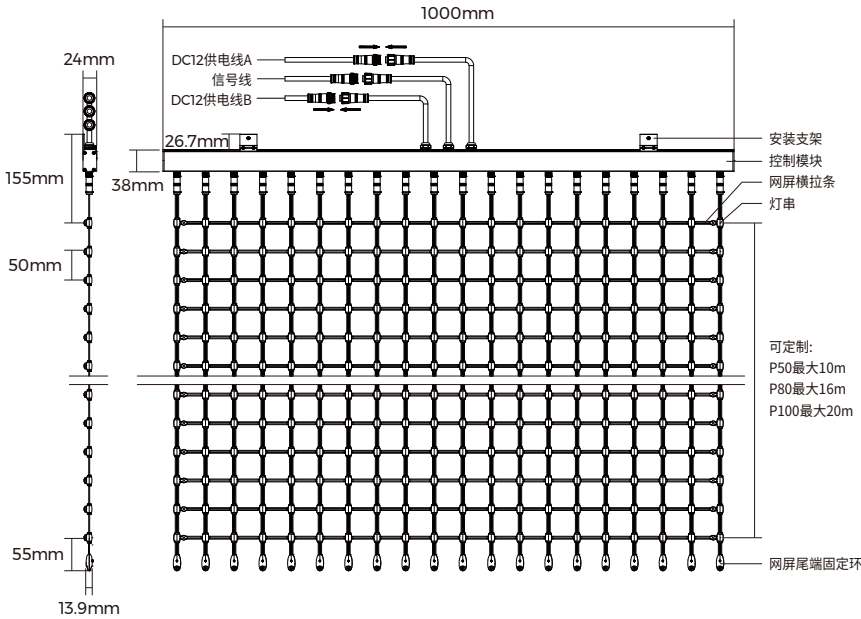 1000mm
24mm
DC12供电线A
信号线
DC12供电线B
26.7mm
安装支架
控制模块
155mm
38mm
网屏横拉条
灯串
50mm
可定制:
P50最大10m
P80最大16m
P100最大20m
55mm
网屏尾端固定环
13.9mm